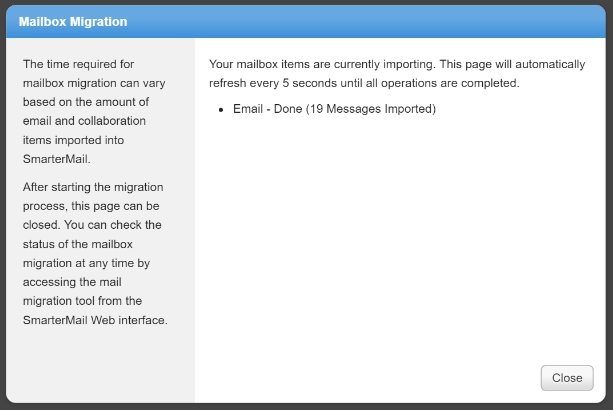 Mailbox Migration
The time required for
mailbox migration can vary
based on the amount of
email and collaboration
items imported into
SmarterMail.
After starting the migration
process, this page can be
closed. You can check the
status of the mailbox
migration at any time by
accessing the mail
migration tool from the
SmarterMail Web interface.
Your mailbox items are currently importing. This page will automatically
refresh every 5 seconds until all operations are completed.
• Email - Done (19 Messages Imported)
Close